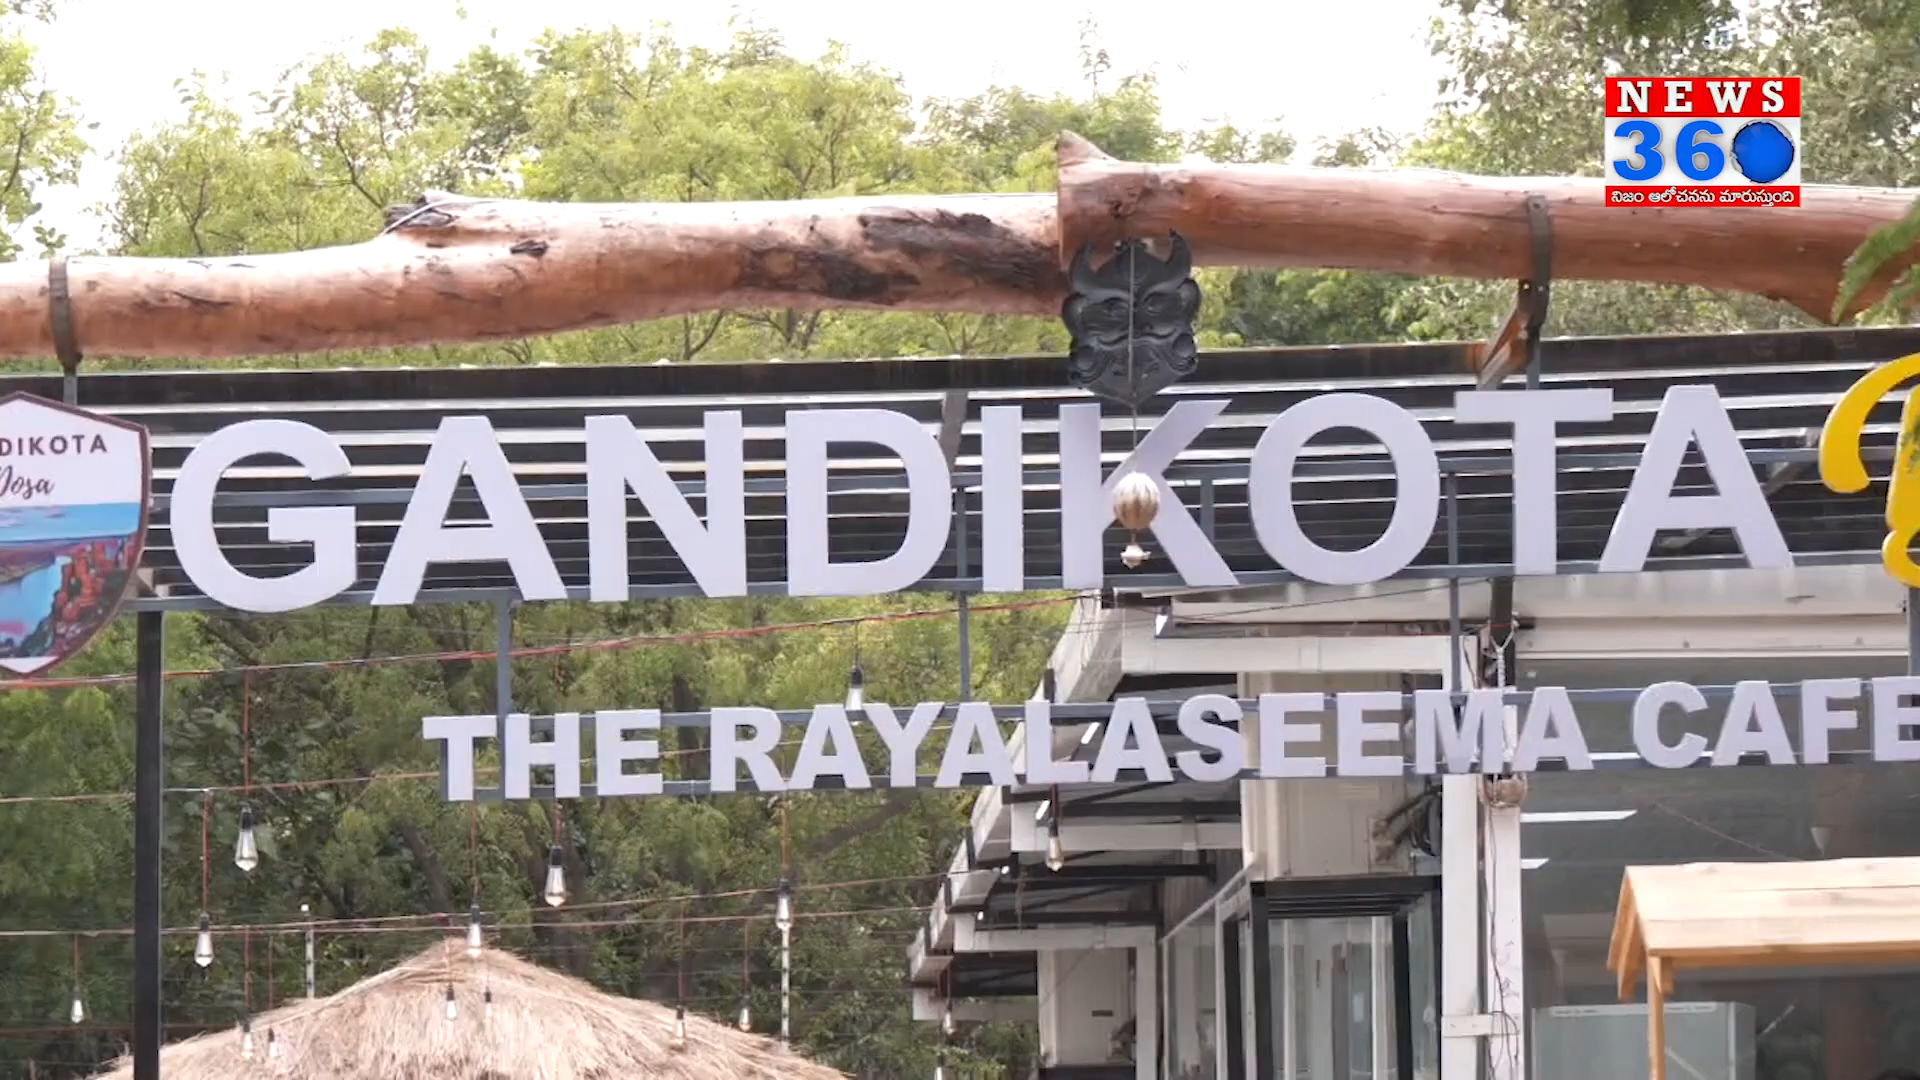 NEWS
360
నిజం ఆలోచనను మారుస్తుంది
DIKOTA
Dosa
GANDIKOTA
THE RAYALASEEMA CAFE